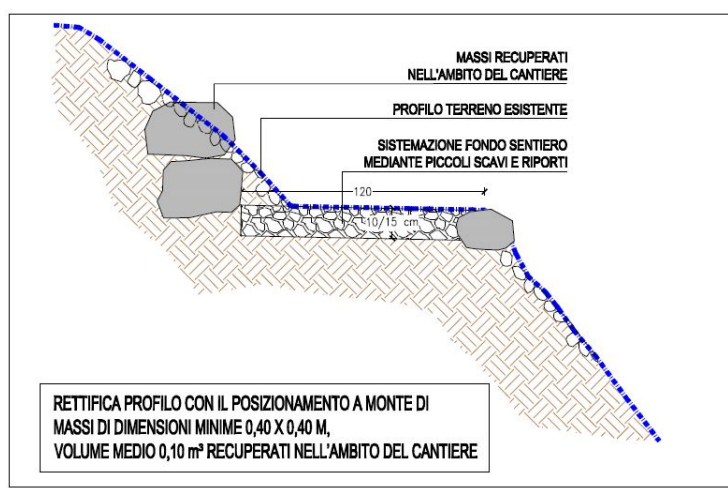 MASSI RECUPERATI
NELL'AMBITO DEL CANTIERE
PROFILO TERRENO ESISTENTE
SISTEMAZIONE FONDO SENTIERO
MEDIANTE PICCOLI SCAVI E RIPORTI
120
10/15 cm
RETTIFICA PROFILO CON IL POSIZIONAMENTO A MONTE DI
MASSI DI DIMENSIONI MINIME 0,40 X 0,40 M,
VOLUME MEDIO 0,10 m³ RECUPERATI NELL'AMBITO DEL CANTIERE